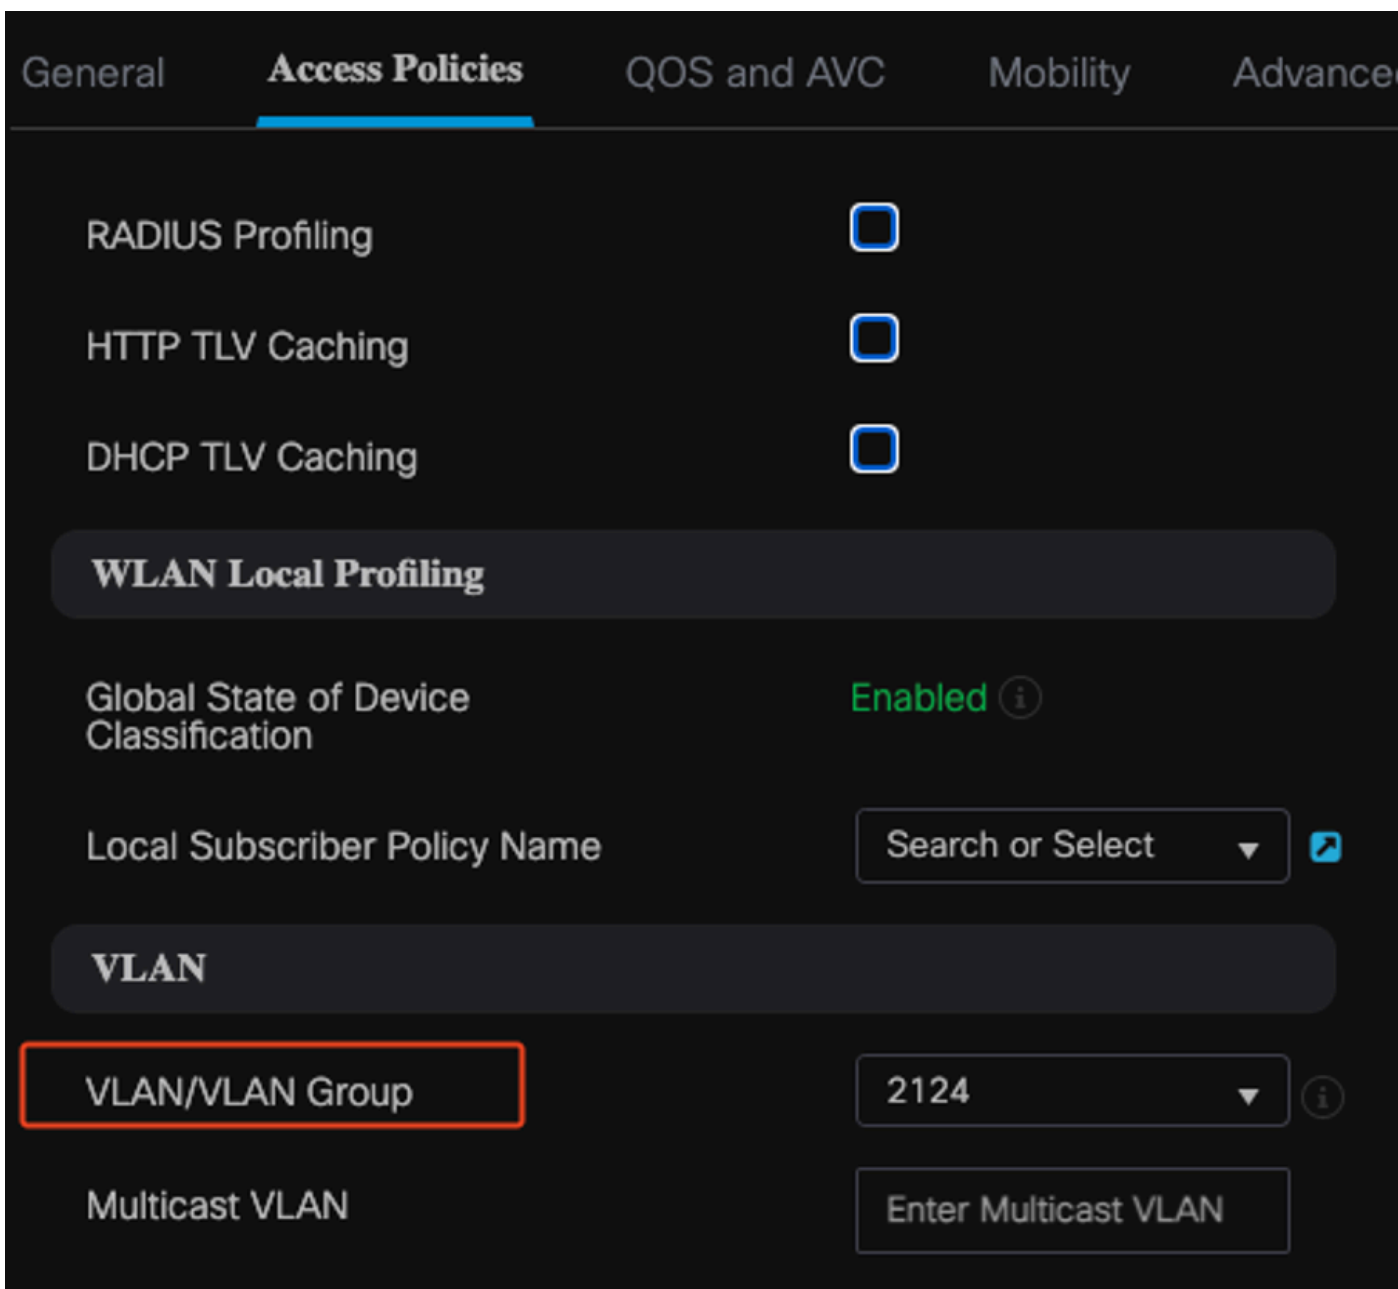 General Access Policies QOS and AVC Mobility Advance
RADIUS Profiling
HTTP TLV Caching
DHCP TLV Caching
WLAN Local Profiling
Global State of Device Enabled
Classification
Local Subscriber Policy Name Search or Select
VLAN
VLAN/VLAN Group 2124
Multicast VLAN Enter Multicast VLAN